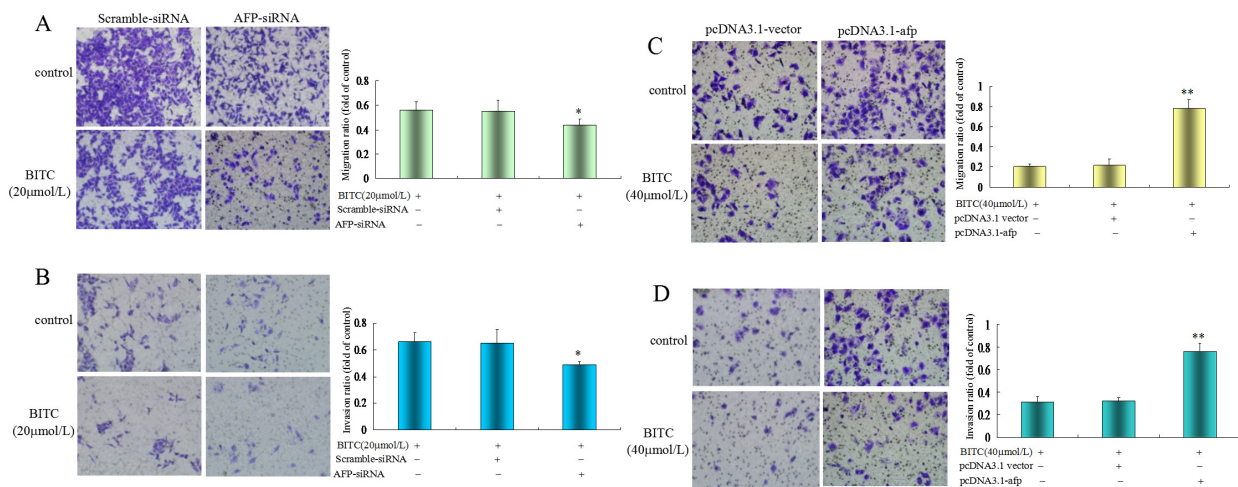 A
Scramble-siRNA AFP-siRNA
control
BITC
(20μmol/L)
Migration ratio (fold of control)
0.8
0.6
0.4
0.2
0
*
BITC(20μmol/L) + + +
Scramble-siRNA − + −
AFP-siRNA − − +
B
control
BITC
(20μmol/L)
Invasion ratio (fold of control)
1
0.8
0.6
0.4
0.2
0
*
BITC(20μmol/L) + + +
Scramble-siRNA − + −
AFP-siRNA − − +
C
pcDNA3.1-vector pcDNA3.1-afp
control
BITC
(40μmol/L)
Migration ratio (fold of control)
1
0.8
0.6
0.4
0.2
0
**
BITC(40μmol/L) + + +
pcDNA3.1 vector − + −
pcDNA3.1-afp − − +
D
control
BITC
(40μmol/L)
Invasion ratio (fold of control)
1
0.8
0.6
0.4
0.2
0
**
BITC(40μmol/L) + + +
pcDNA3.1 vector − + −
pcDNA3.1-afp − − +